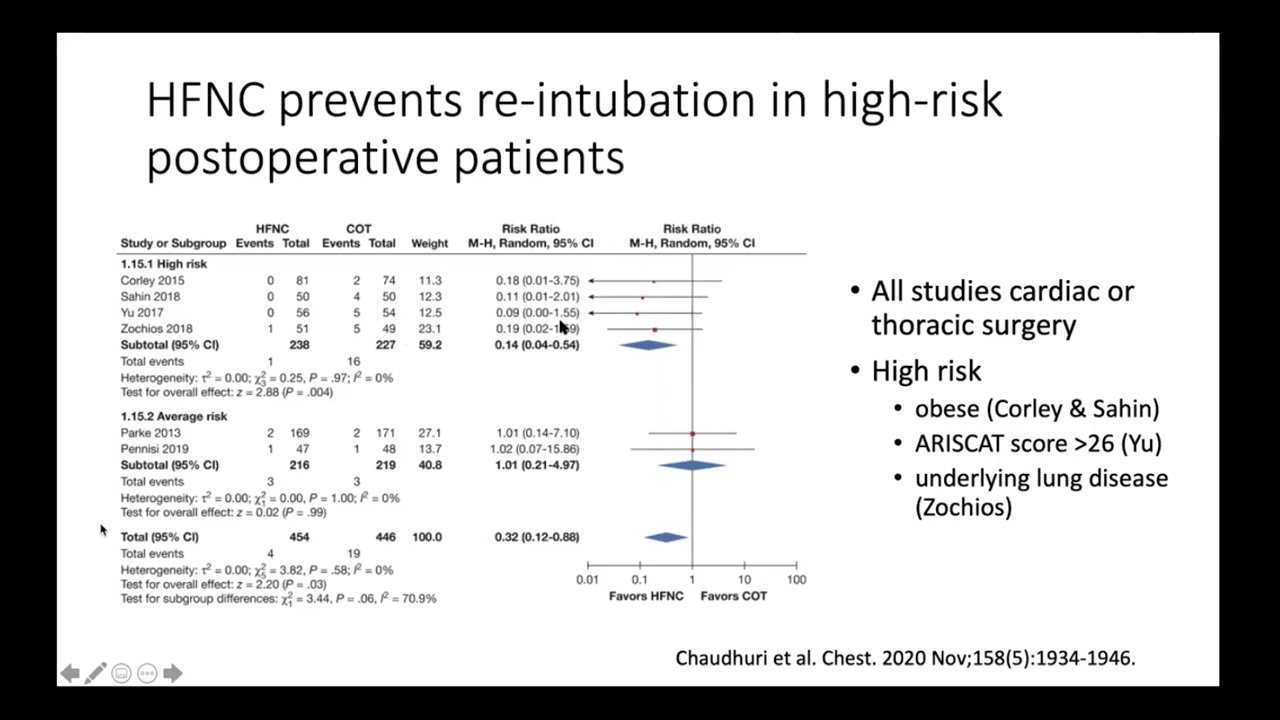 HFNC prevents re-intubation in high-risk
postoperative patients
HFNC COT Risk Ratio Risk Ratio
Study or Subgroup Events Total Events Total Weight M-H, Random, 95% CI M-H, Random, 95% CI
1.15.1 High risk
Corley 2015 0 81 2 74 11.3 0.18 (0.01-3.75)
Sahin 2018 0 50 4 50 12.3 0.11 (0.01-2.01)
Yu 2017 0 56 5 54 12.5 0.09 (0.00-1.55)
Zochios 2018 1 51 5 49 23.1 0.19 (0.02-
Subtotal (95% CI) 238 227 59.2 0.14 (0.04-0.54)
Total events 1 16
Heterogeneity: τ² = 0.00; χ²₃ = 0.25, P = .97; I² = 0%
Test for overall effect: z = 2.88 (P = .004)
1.15.2 Average risk
Parke 2013 2 169 2 171 27.1 1.01 (0.14-7.10)
Pennisi 2019 1 47 1 48 13.7 1.02 (0.07-15.86)
Subtotal (95% CI) 216 219 40.8 1.01 (0.21-4.97)
Total events 3 3
Heterogeneity: τ² = 0.00; χ²₁ = 0.00, P = 1.00; I² = 0%
Test for overall effect: z = 0.02 (P = .99)
Total (95% CI) 454 446 100.0 0.32 (0.12-0.88)
Total events 4 19
Heterogeneity: τ² = 0.00; χ²₅ = 3.82, P = .58; I² = 0%
Test for overall effect: z = 2.20 (P = .03)
Test for subgroup differences: χ²₁ = 3.44, P = .06, I² = 70.9%
0.01 0.1 1 10 100
Favors HFNC Favors COT
• All studies cardiac or
thoracic surgery
• High risk
• obese (Corley & Sahin)
• ARISCAT score >26 (Yu)
• underlying lung disease
(Zochios)
Chaudhuri et al. Chest. 2020 Nov;158(5):1934-1946.